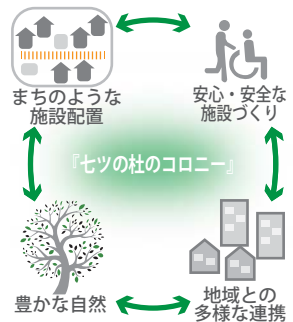 まちのような
施設配置
安心・安全な
施設づくり
『七ツの杜のコロニー』
豊かな自然
地域との
多様な連携